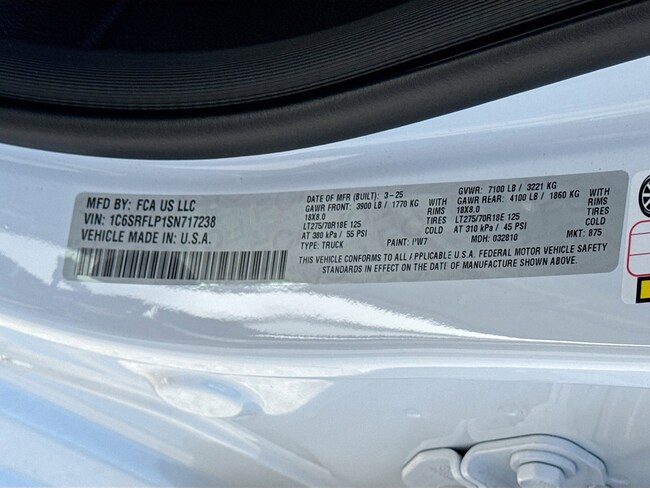 MFD BY: FCA US LLC
VIN: 1C6SRFLP1SN717238
VEHICLE MADE IN: U.S.A.
DATE OF MFR (BUILT): 3-25
GAWR FRONT: 3900 LB / 1770 KG WITH
18X8.0 RIMS
LT275/70R18E 125 TIRES
AT 380 kPa / 55 PSI COLD
TYPE: TRUCK PAINT: PW7
GVWR: 7100 LB / 3221 KG
GAWR REAR: 4100 LB / 1860 KG WITH
18X8.0 RIMS
LT275/70R18E 125 TIRES
AT 310 kPa / 45 PSI COLD
MDH: 032810 MKT: 875
THIS VEHICLE CONFORMS TO ALL APPLICABLE U.S.A. FEDERAL MOTOR VEHICLE SAFETY
STANDARDS IN EFFECT ON THE DATE OF MANUFACTURE SHOWN ABOVE.